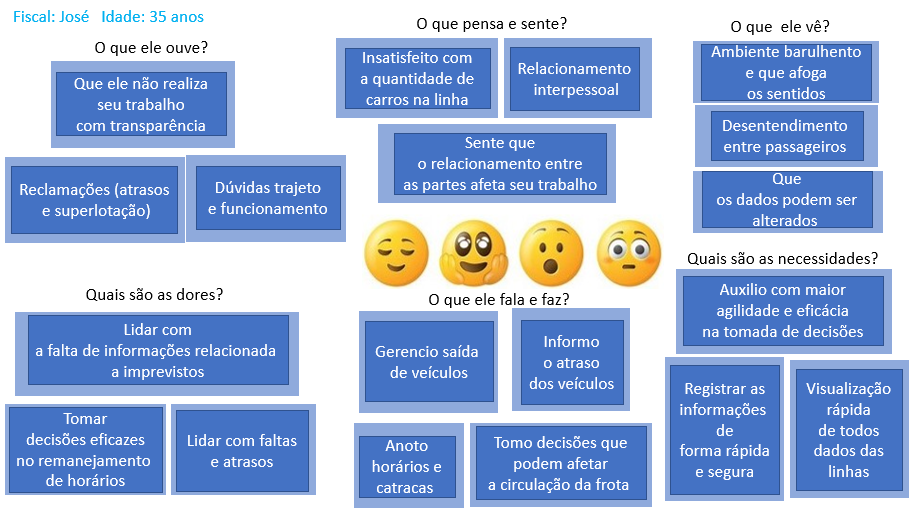 Fiscal: José   Idade: 35 anos
O que ele ouve?
Que ele não realiza
seu trabalho
com transparência
Reclamações (atrasos
e superlotação)
Dúvidas trajeto
e funcionamento
O que pensa e sente?
Insatisfeito com
a quantidade de
carros na linha
Relacionamento
interpessoal
Sente que
o relacionamento entre
as partes afeta seu trabalho
O que  ele vê?
Ambiente barulhento
e que afoga
os sentidos
Desentendimento
entre passageiros
Que
os dados podem ser
alterados
Quais são as dores?
Lidar com
a falta de informações relacionada
a imprevistos
Tomar
decisões eficazes
no remanejamento
de horários
Lidar com faltas
e atrasos
O que ele fala e faz?
Gerencio saída
de veículos
Informo
o atraso
dos veículos
Anoto
horários e
catracas
Tomo decisões que
podem afetar
a circulação da frota
Quais são as necessidades?
Auxilio com maior
agilidade e eficácia
na tomada de decisões
Registrar as
informações
de
forma rápida
e segura
Visualização
rápida
de todos
dados das
linhas